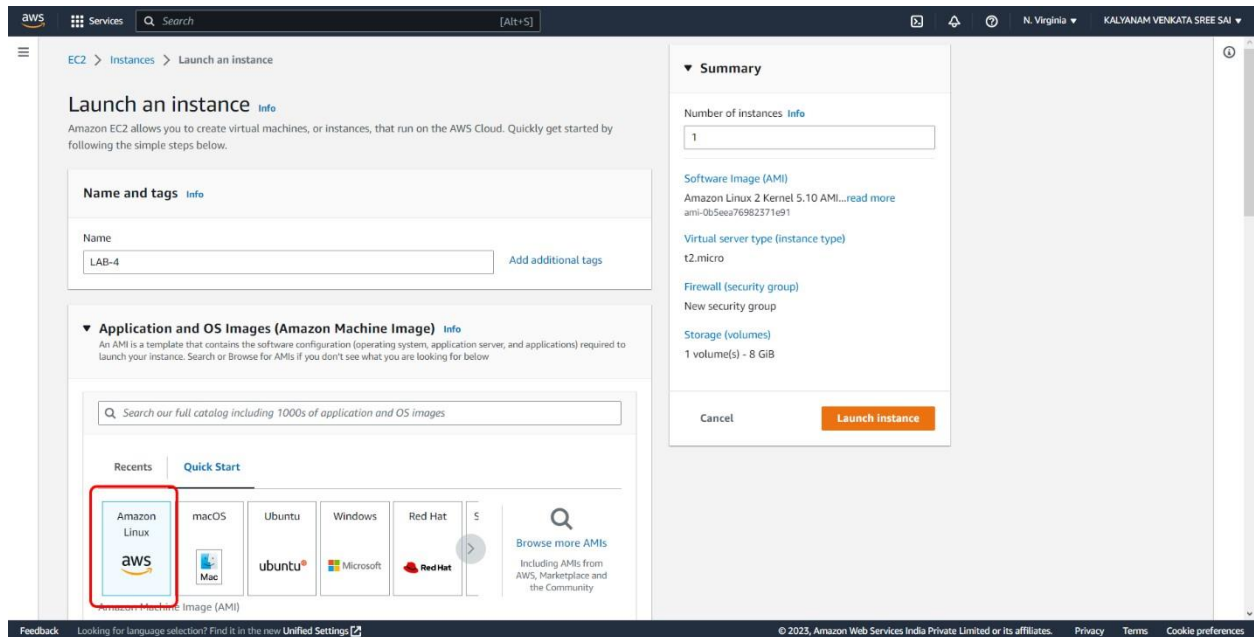 aws Services Search [Alt+S] N. Virginia KALYANAM VENKATA SREE SAI
EC2 > Instances > Launch an instance
Launch an instance Info
Amazon EC2 allows you to create virtual machines, or instances, that run on the AWS Cloud. Quickly get started by
following the simple steps below.
Name and tags Info
Name
LAB-4
Add additional tags
Application and OS Images (Amazon Machine Image) Info
An AMI is a template that contains the software configuration (operating system, application server, and applications) required to
launch your instance. Search or Browse for AMIs if you don't see what you are looking for below
Search our full catalog including 1000s of application and OS images
Recents Quick Start
Amazon
Linux
aws
macOS
Mac
Ubuntu
ubuntu
Windows
Microsoft
Red Hat
Red Hat
S
Browse more AMIs
Including AMIs from
AWS, Marketplace and
the Community
Amazon Machine Image (AMI)
Summary
Number of instances Info
1
Software Image (AMI)
Amazon Linux 2 Kernel 5.10 AMI...read more
ami-0b5eea76982371e91
Virtual server type (instance type)
t2.micro
Firewall (security group)
New security group
Storage (volumes)
1 volume(s) - 8 GiB
Cancel Launch instance
Feedback Looking for language selection? Find it in the new Unified Settings © 2023, Amazon Web Services India Private Limited or its affiliates. Privacy Terms Cookie preferences